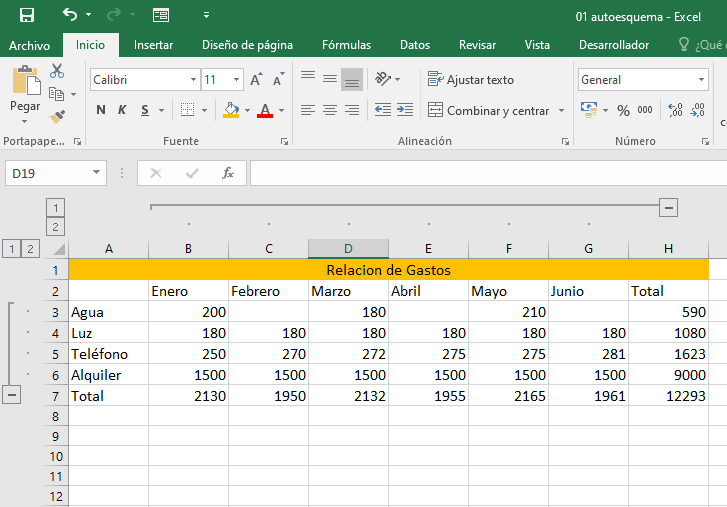 01 autoesquema - Excel
Archivo Inicio Insertar Diseño de página Fórmulas Datos Revisar Vista Desarrollador ¿Qué
Calibri 11 A A Ajustar texto General
Pegar N K S A Combinar y centrar % 000
Portapape... Fuente Alineación Número
D19 fx
1
2
1 2 A B C D E F G H
1 Relacion de Gastos
2 Enero Febrero Marzo Abril Mayo Junio Total
3 Agua 200 180 210 590
4 Luz 180 180 180 180 180 180 1080
5 Teléfono 250 270 272 275 275 281 1623
6 Alquiler 1500 1500 1500 1500 1500 1500 9000
7 Total 2130 1950 2132 1955 2165 1961 12293
8
9
10
11
12